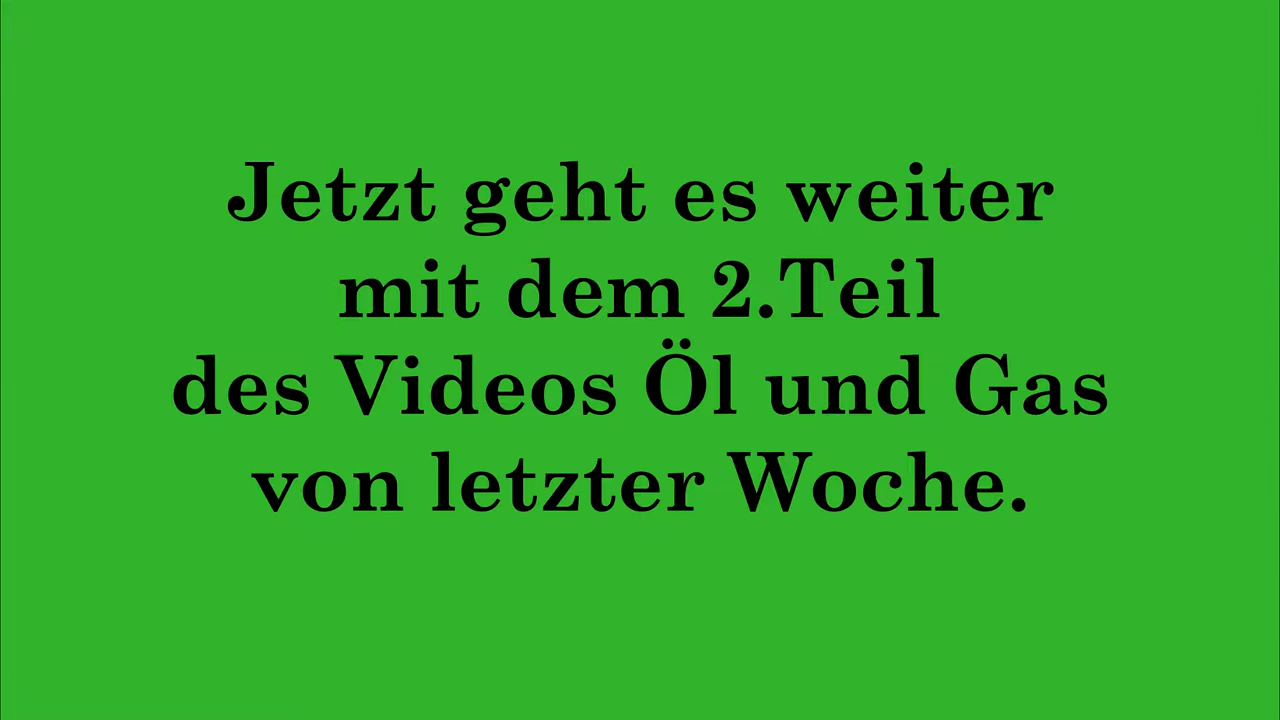 Jetzt geht es weiter
mit dem 2.Teil
des Videos Öl und Gas
von letzter Woche.